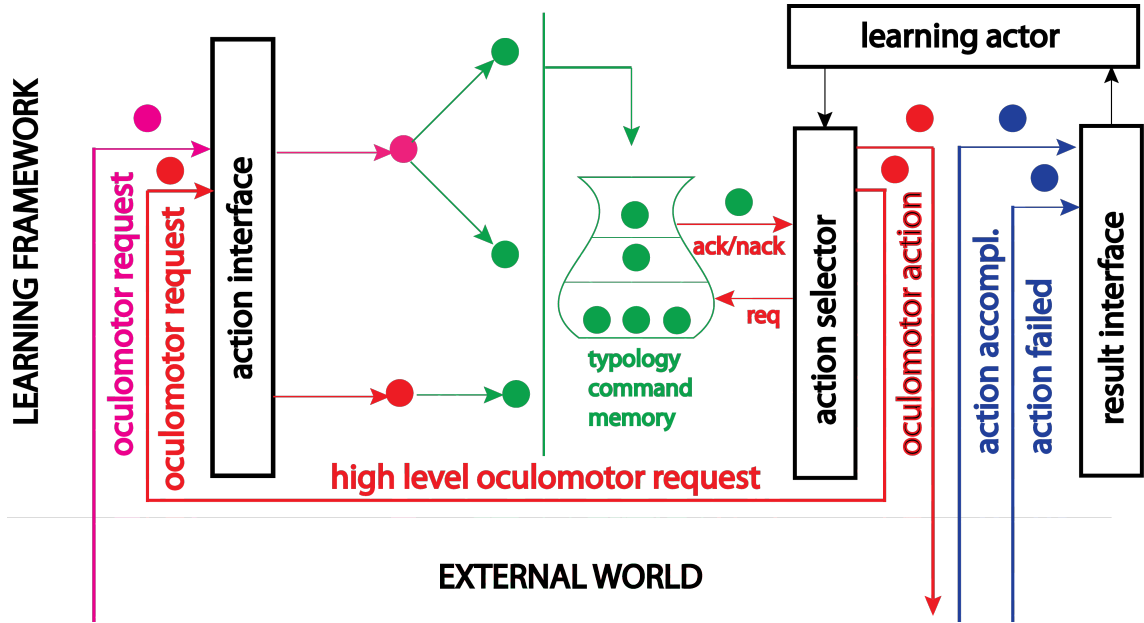 LEARNING FRAMEWORK
oculomotor request
oculomotor request
action interface
learning actor
ack/nack
req
typology
command
memory
action selector
oculomotor action
action accompl.
action failed
result interface
high level oculomotor request
EXTERNAL WORLD